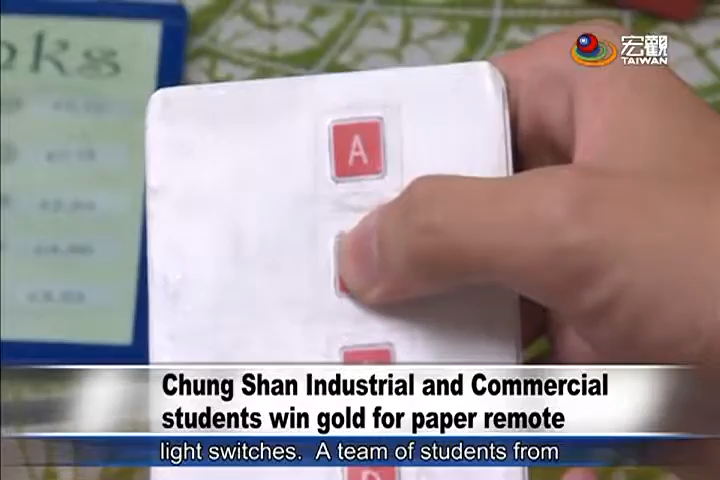 nks
宏觀
TAIWAN
A
Chung Shan Industrial and Commercial
students win gold for paper remote
light switches. A team of students from